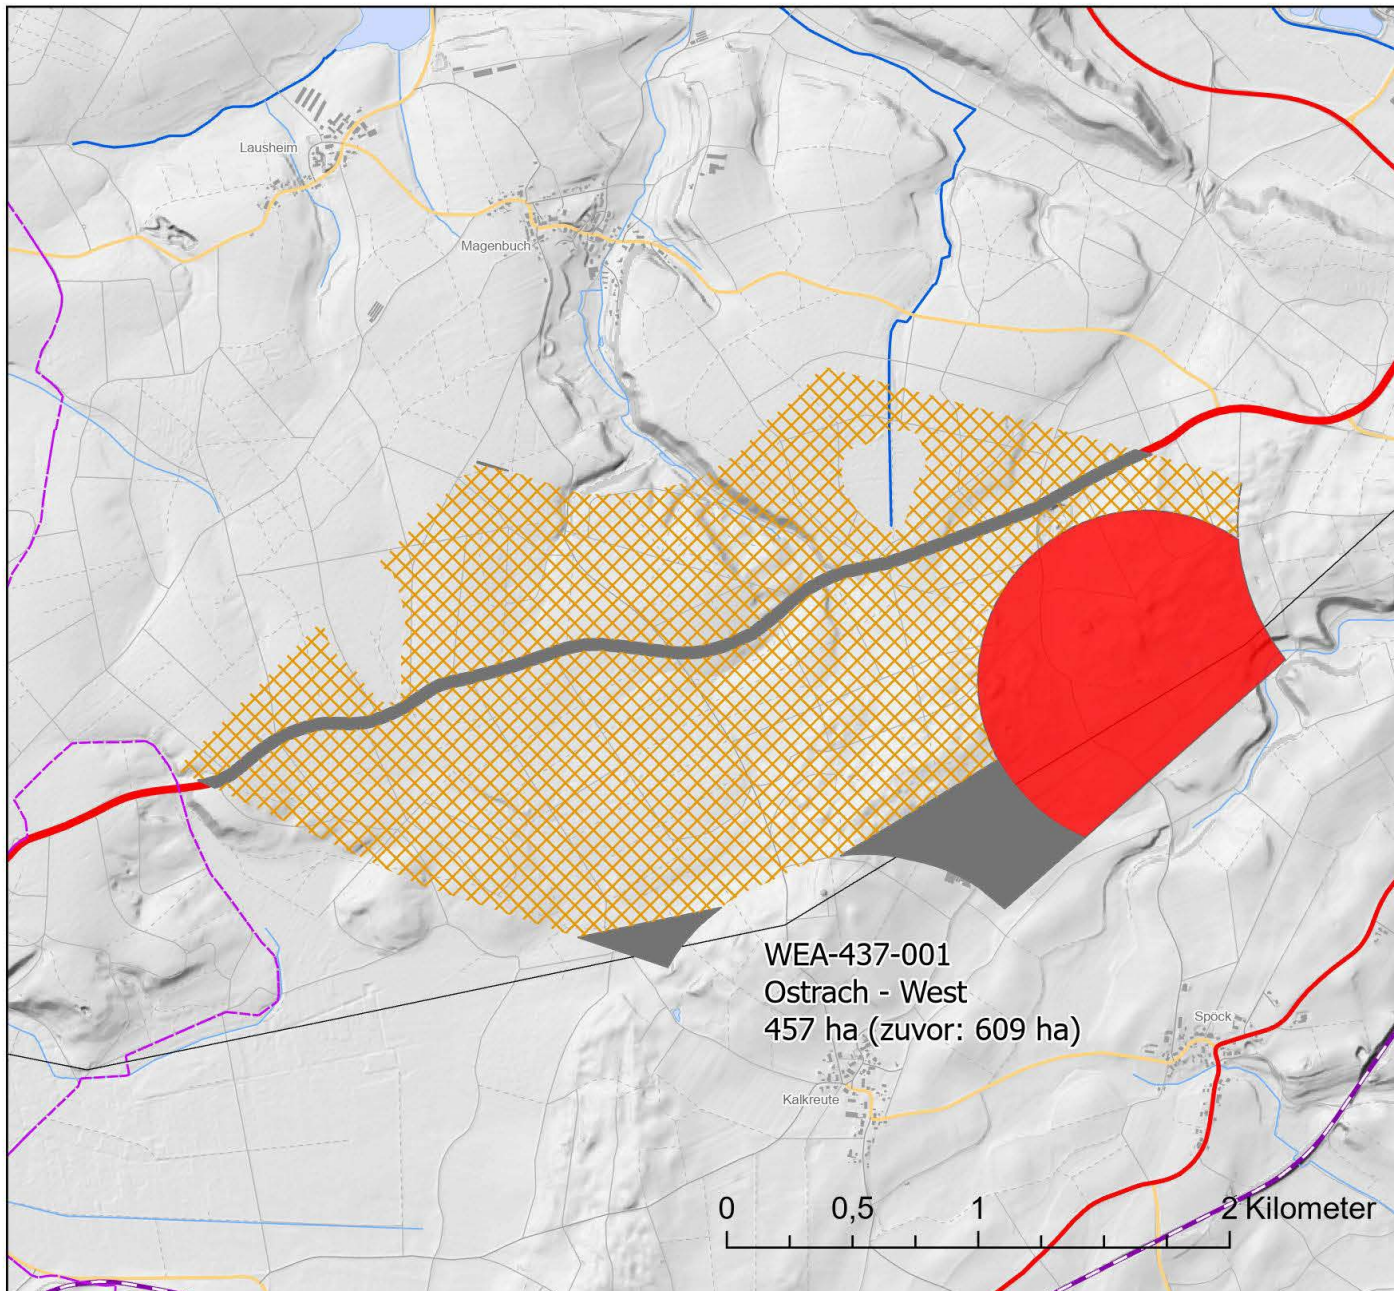 Lausheim
Magenbuch
WEA-437-001
Ostrach - West
457 ha (zuvor: 609 ha)
Spöck
Kalkreute
0 0,5 1 2 Kilometer